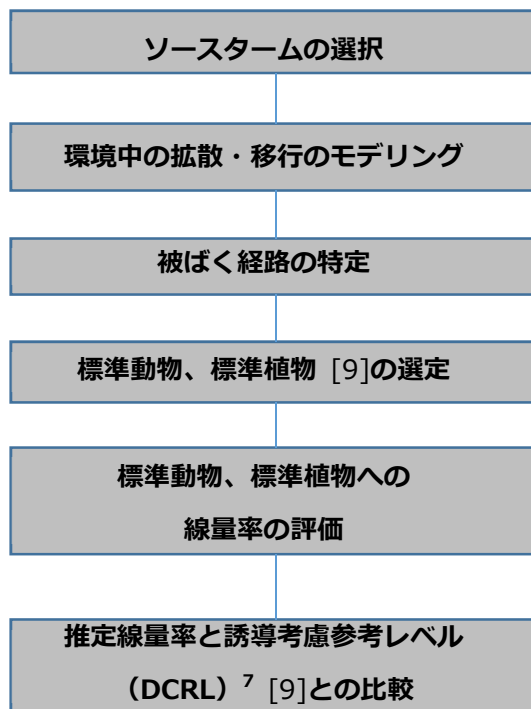 ソースタームの選択
環境中の拡散・移行のモデリング
被ばく経路の特定
標準動物、標準植物 [9]の選定
標準動物、標準植物への
線量率の評価
推定線量率と誘導考慮参考レベル
（DCRL）⁷ [9]との比較